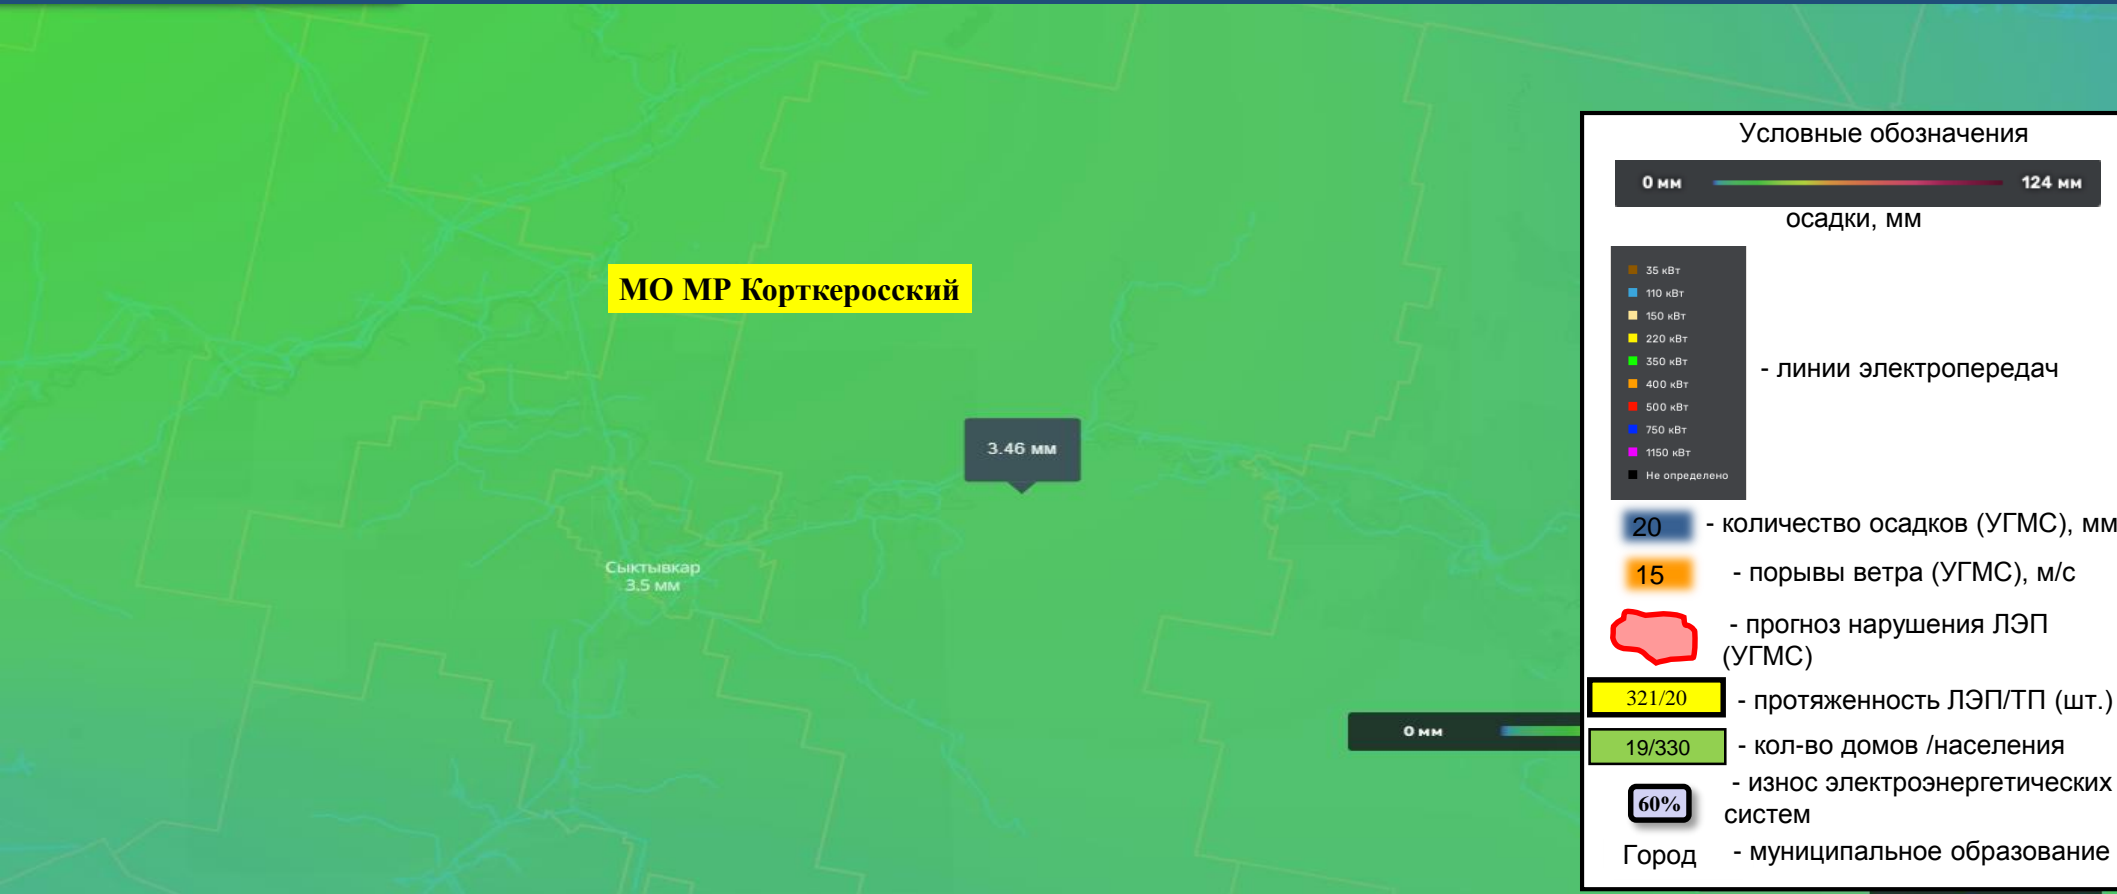 МО МР Корткеросский
3.46 мм
Сыктывкар
3.5 мм
0 мм
Условные обозначения
0 мм 124 мм
осадки, мм
35 кВт
110 кВт
150 кВт
220 кВт
350 кВт
400 кВт
500 кВт
750 кВт
1150 кВт
Не определено
- линии электропередач
20 - количество осадков (УГМС), мм
15 - порывы ветра (УГМС), м/с
- прогноз нарушения ЛЭП
(УГМС)
321/20 - протяженность ЛЭП/ТП (шт.)
19/330 - кол-во домов /населения
60% - износ электроэнергетических
систем
Город - муниципальное образование